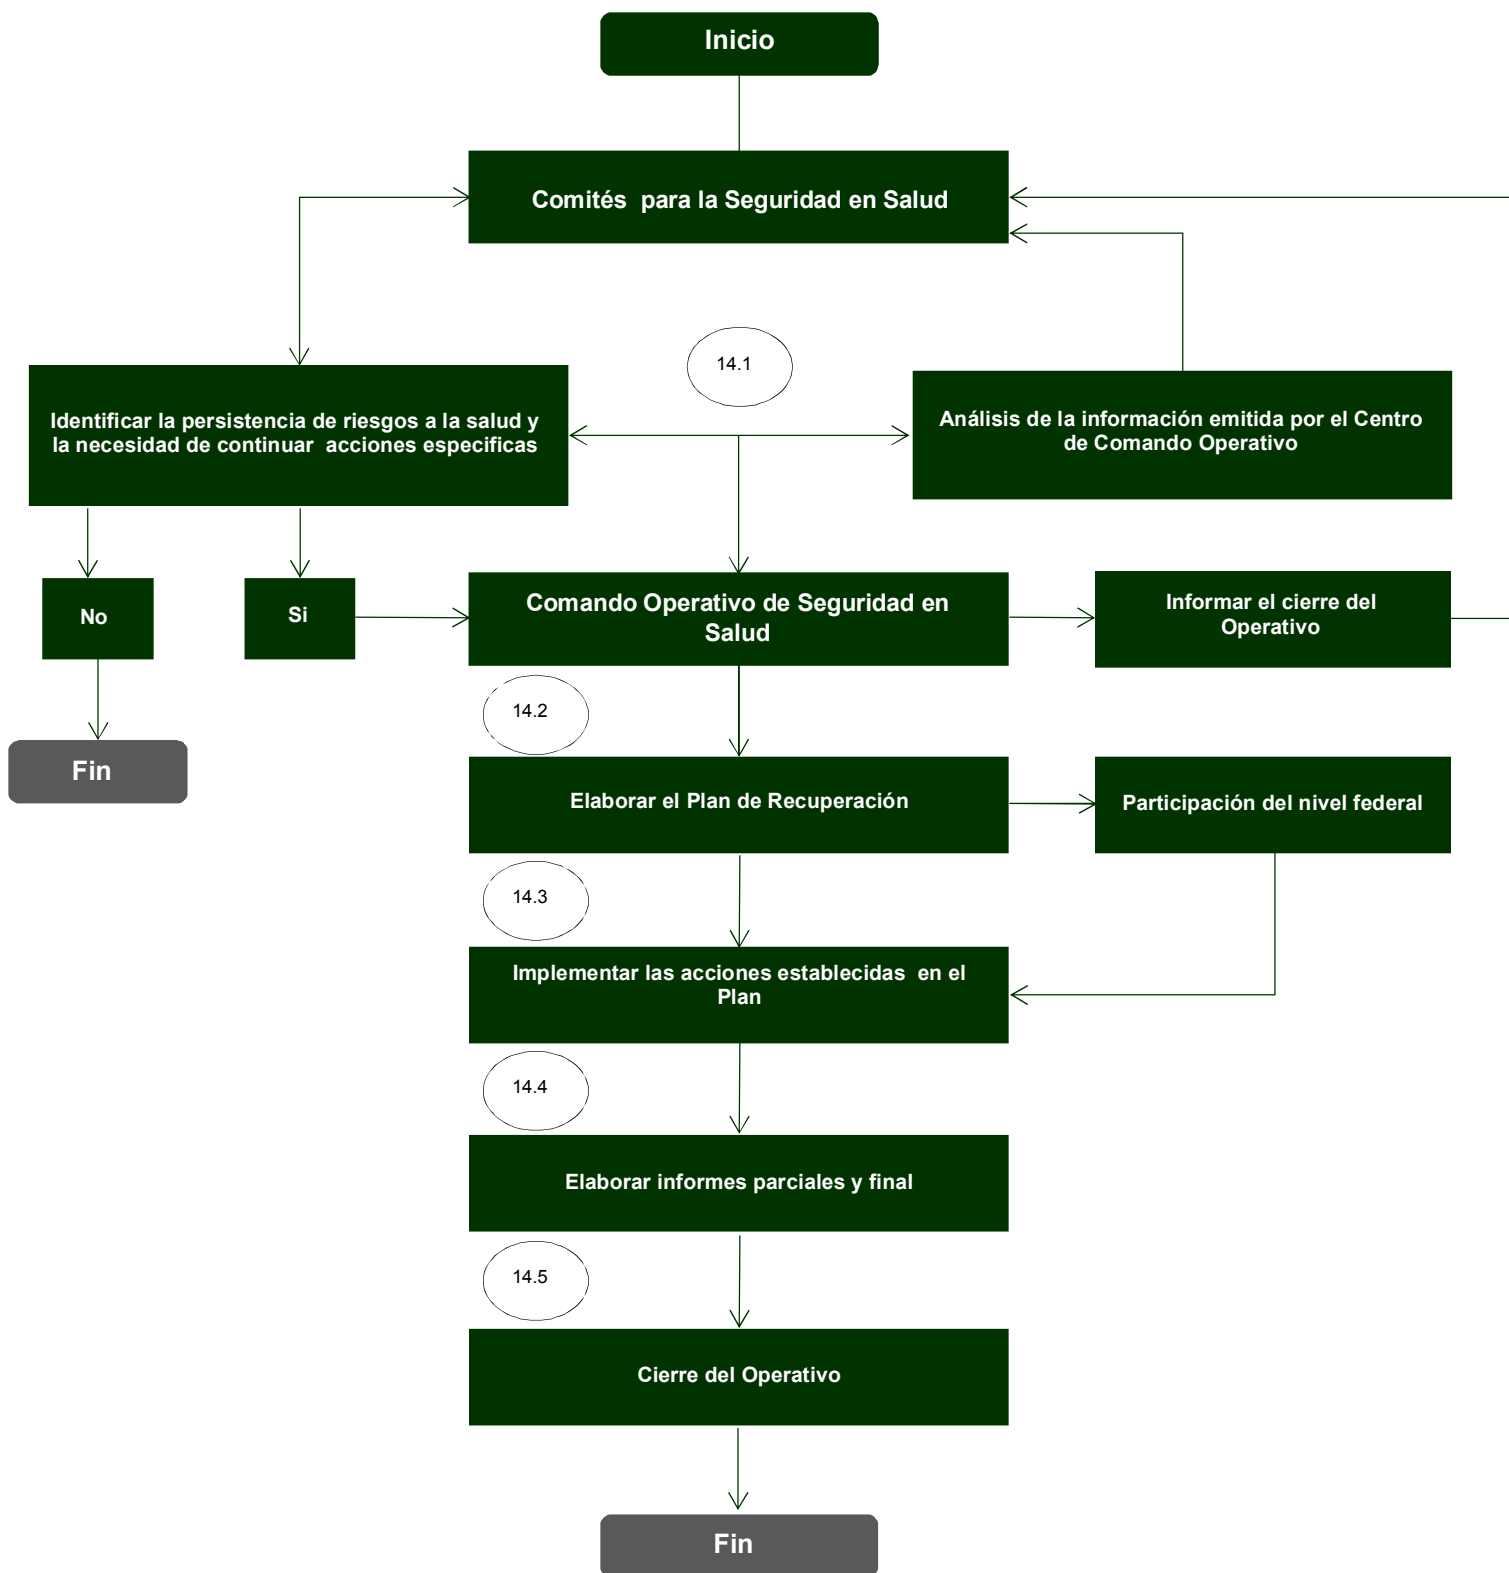 Inicio
Comités  para la Seguridad en Salud
14.1
Identificar la persistencia de riesgos a la salud y
la necesidad de continuar  acciones especificas
Análisis de la información emitida por el Centro
de Comando Operativo
No
Si
Comando Operativo de Seguridad en
Salud
Informar el cierre del
Operativo
14.2
Fin
Elaborar el Plan de Recuperación
Participación del nivel federal
14.3
Implementar las acciones establecidas  en el
Plan
14.4
Elaborar informes parciales y final
14.5
Cierre del Operativo
Fin